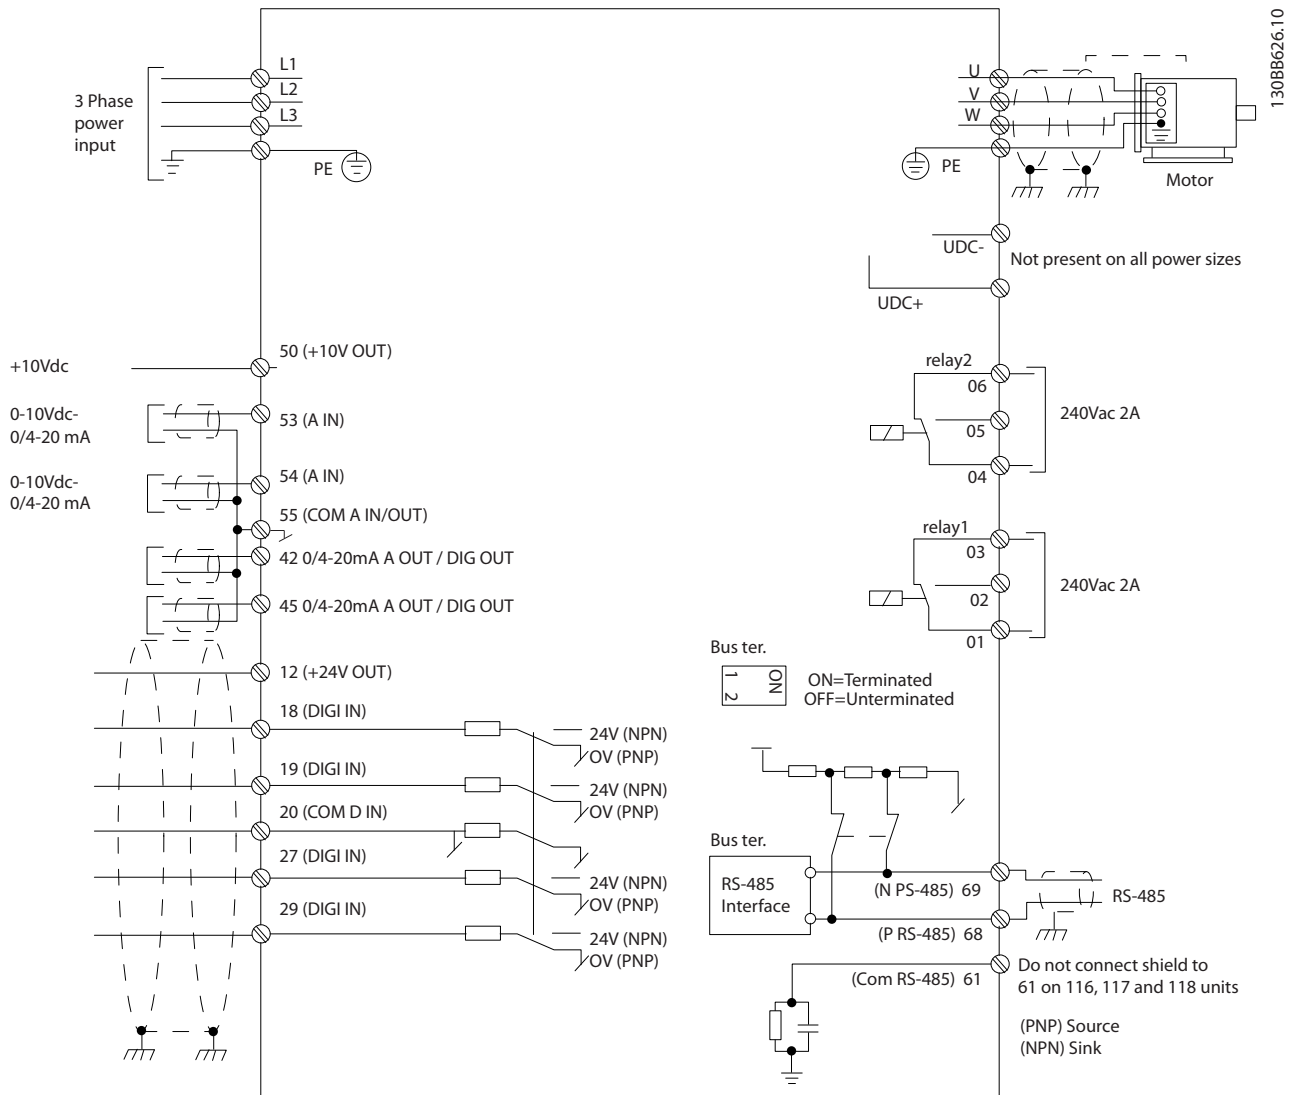 130BB626.10
3 Phase
power
input
L1
L2
L3
PE
U
V
W
PE
Motor
UDC-
Not present on all power sizes
UDC+
+10Vdc
50 (+10V OUT)
0-10Vdc-
0/4-20 mA
53 (A IN)
0-10Vdc-
0/4-20 mA
54 (A IN)
55 (COM A IN/OUT)
42 0/4-20mA A OUT / DIG OUT
45 0/4-20mA A OUT / DIG OUT
12 (+24V OUT)
18 (DIGI IN)
24V (NPN)
OV (PNP)
19 (DIGI IN)
24V (NPN)
OV (PNP)
20 (COM D IN)
27 (DIGI IN)
24V (NPN)
OV (PNP)
29 (DIGI IN)
24V (NPN)
OV (PNP)
relay2
06
05
04
240Vac 2A
relay1
03
02
01
240Vac 2A
Bus ter.
1
2
ON
ON=Terminated
OFF=Unterminated
Bus ter.
RS-485
Interface
(N PS-485) 69
RS-485
(P RS-485) 68
(Com RS-485) 61
Do not connect shield to
61 on 116, 117 and 118 units
(PNP) Source
(NPN) Sink